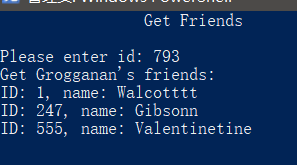 Get Friends
Please enter id: 793
Get Grogganan's friends:
ID: 1, name: Walcotttt
ID: 247, name: Gibsonn
ID: 555, name: Valentinetine